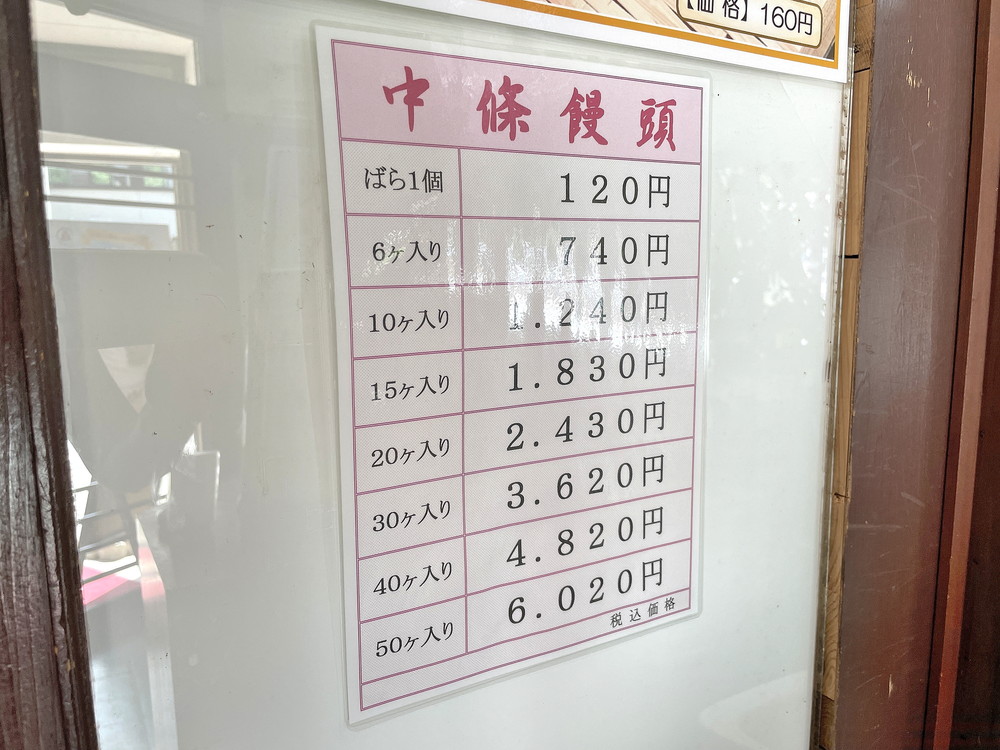 【価格】160円
中條饅頭
ばら1個 120円
6ヶ入り 740円
10ヶ入り 1.240円
15ヶ入り 1.830円
20ヶ入り 2.430円
30ヶ入り 3.620円
40ヶ入り 4.820円
50ヶ入り 6.020円
税込価格